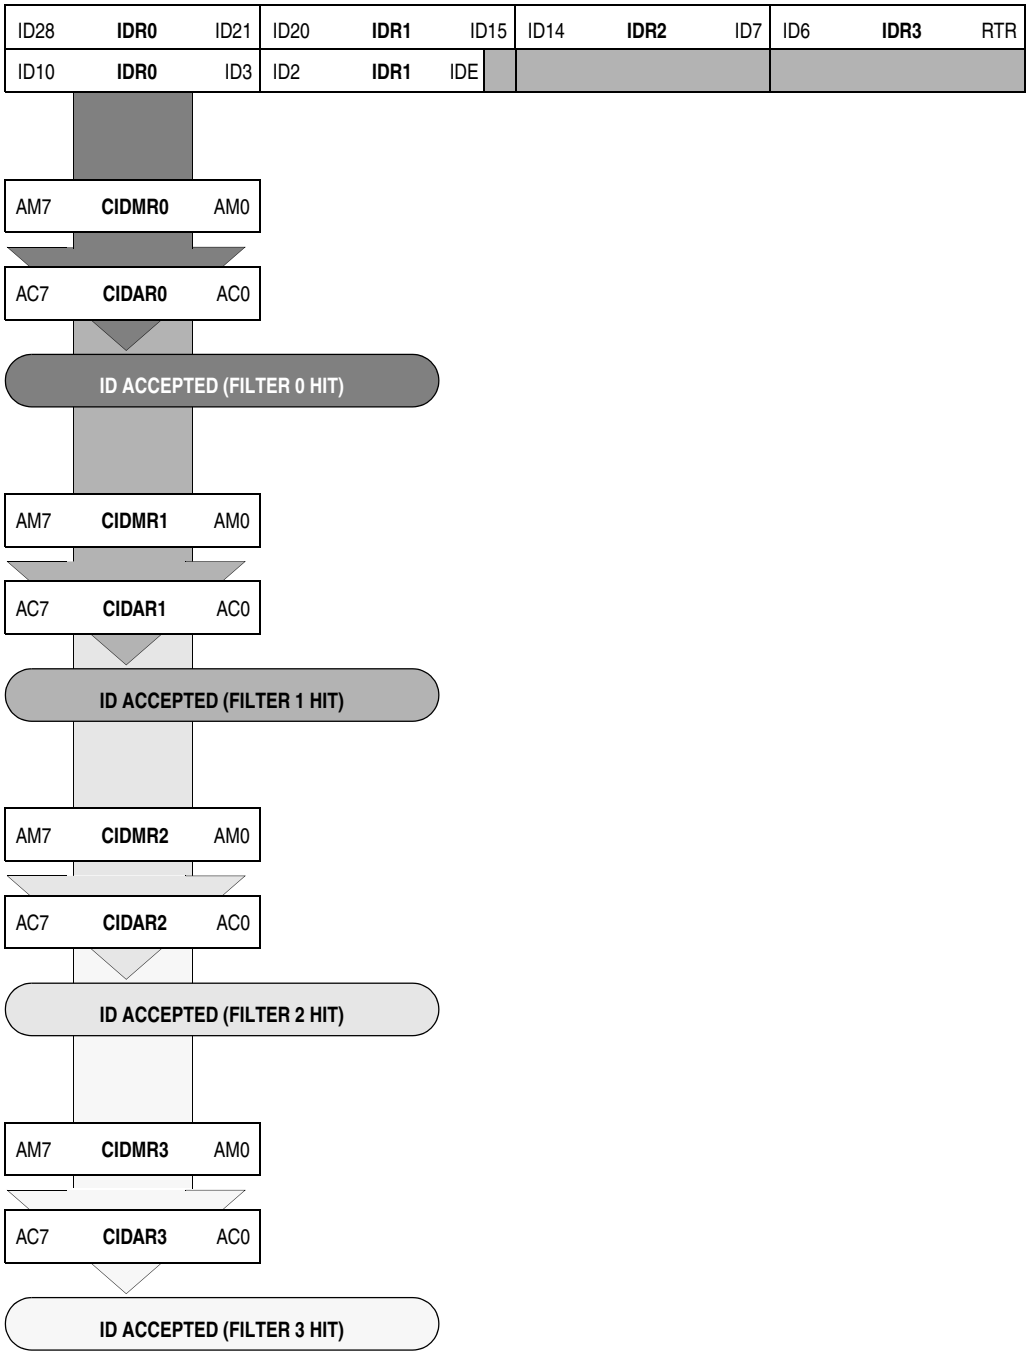 ID28 IDR0 ID21 ID20 IDR1 ID15 ID14 IDR2 ID7 ID6 IDR3 RTR
ID10 IDR0 ID3 ID2 IDR1 IDE
AM7 CIDMR0 AM0
AC7 CIDAR0 AC0
ID ACCEPTED (FILTER 0 HIT)
AM7 CIDMR1 AM0
AC7 CIDAR1 AC0
ID ACCEPTED (FILTER 1 HIT)
AM7 CIDMR2 AM0
AC7 CIDAR2 AC0
ID ACCEPTED (FILTER 2 HIT)
AM7 CIDMR3 AM0
AC7 CIDAR3 AC0
ID ACCEPTED (FILTER 3 HIT)